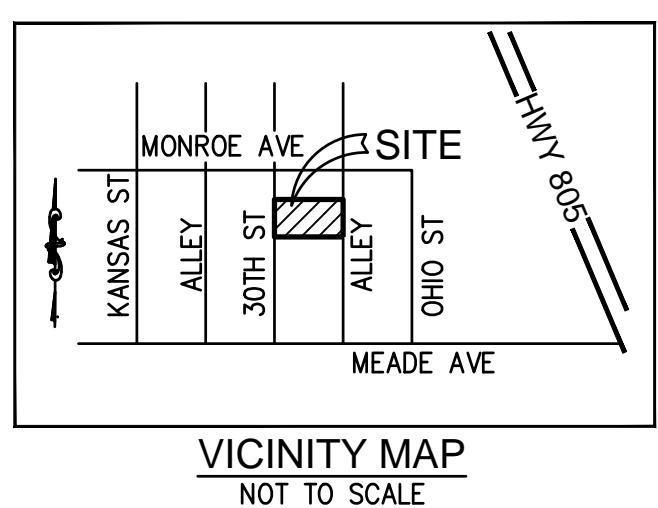 MONROE AVE
SITE
HWY 805
KANSAS ST
ALLEY
30TH ST
ALLEY
OHIO ST
MEADE AVE
VICINITY MAP
NOT TO SCALE